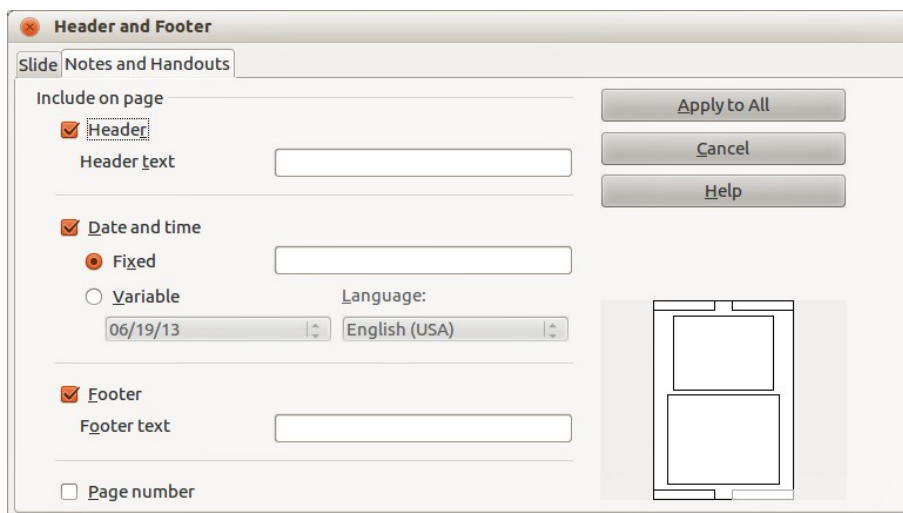 Header and Footer
Slide Notes and Handouts
Include on page
Apply to All
Header
Cancel
Header text
Help
Date and time
Fixed
Variable Language:
06/19/13 English (USA)
Footer
Footer text
Page number